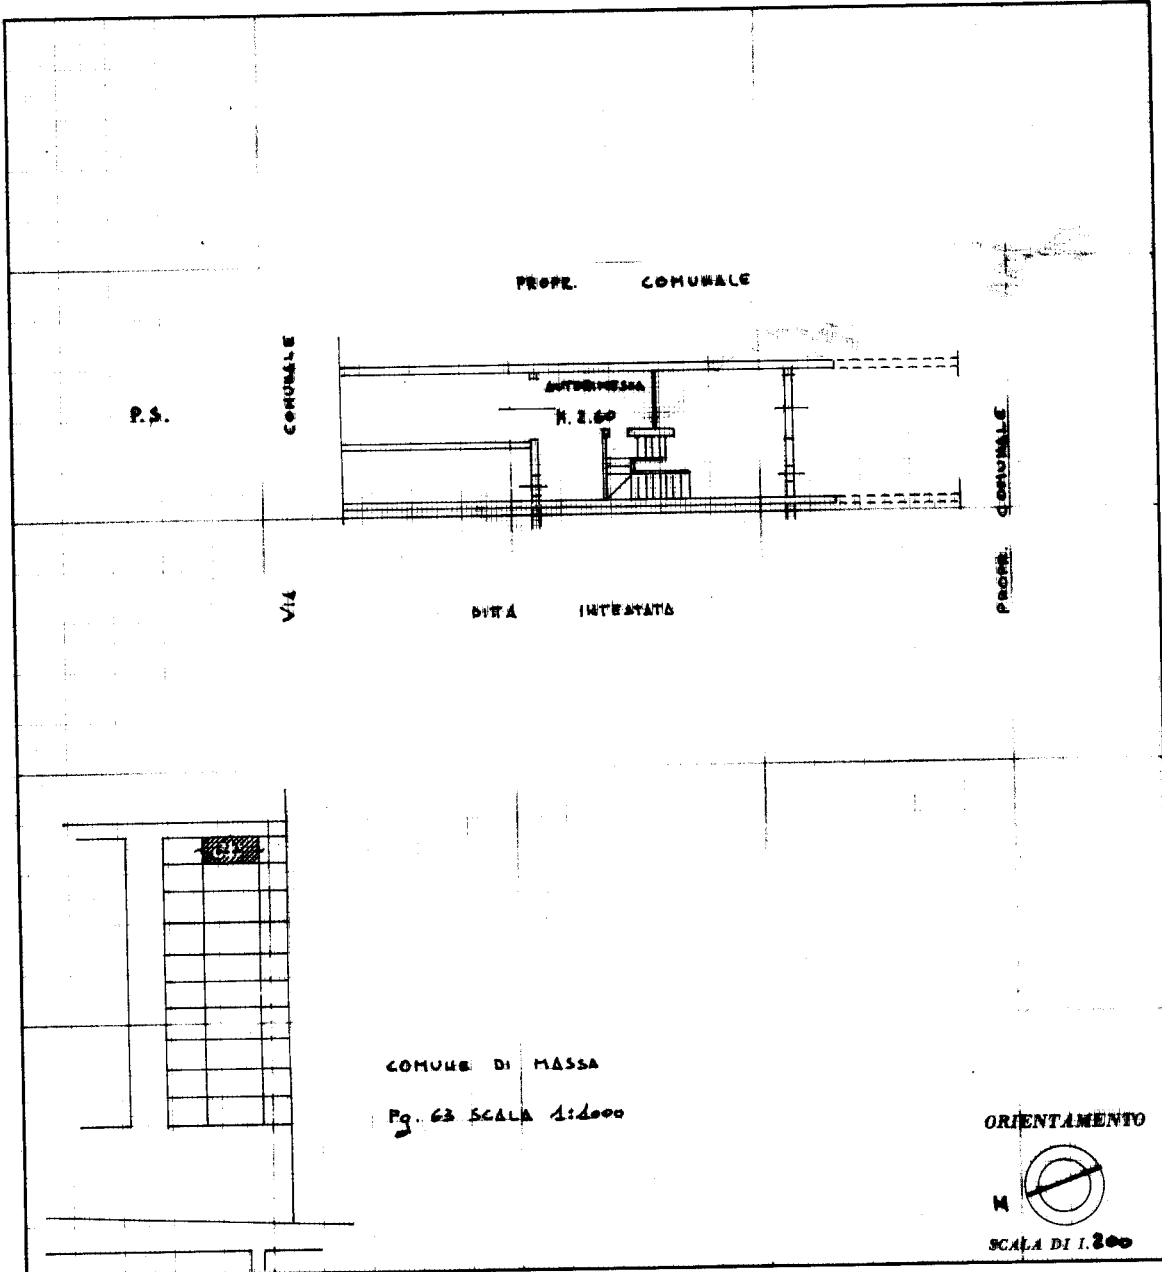 PROPR. COMUNALE
AUTORIMESSA
H. 2.60
P.S.
VIA COMUNALE
PROPR. COMUNALE
DITTA INTESTATA
COMUNE DI MASSA
Fg. 63 SCALA 1:1000
ORIENTAMENTO
N
SCALA DI 1.200